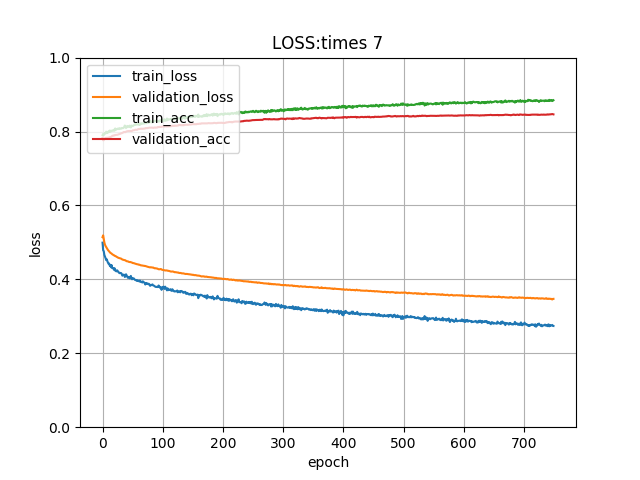 LOSS:times 7
1.0
0.8
0.6
0.4
0.2
0.0
loss
train_loss
validation_loss
train_acc
validation_acc
0 100 200 300 400 500 600 700
epoch